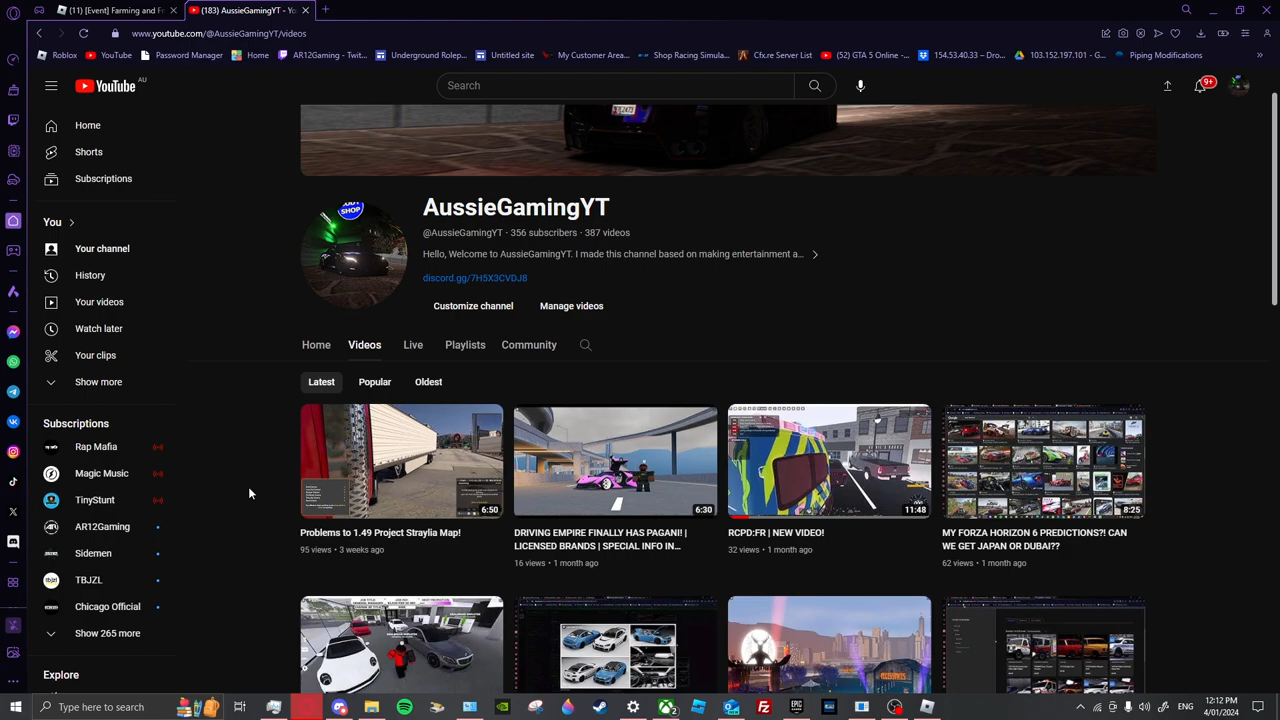 (11) [Event] Farming and Fr
(183) AussieGamingYT - Yo
www.youtube.com/@AussieGamingYT/videos
Roblox
YouTube
Password Manager
Home
AR12Gaming - Twit...
Underground Roleplay...
Untitled site
My Customer Area...
Shop Racing Simula...
Cfx.re Server List
(52) GTA 5 Online -...
154.53.40.33 – Dro...
103.152.197.101 - G...
Piping Modifications
YouTube AU
Search
9+
Home
Shorts
Subscriptions
You
Your channel
History
Your videos
Watch later
Your clips
Show more
Subscriptions
Rap Mafia
Magic Music
TinyStunt
AR12Gaming
Sidemen
TBJZL
Show 265 more
Explore
SHOP
AussieGamingYT
@AussieGamingYT · 356 subscribers · 387 videos
Hello, Welcome to AussieGamingYT. I made this channel based on making entertainment a...
discord.gg/7H5X3CVDJ8
Customize channel
Manage videos
Home
Videos
Live
Playlists
Community
Latest
Popular
Oldest
6:50
6:30
11:48
8:25
Problems to 1.49 Project Straylia Map!
95 views • 3 weeks ago
DRIVING EMPIRE FINALLY HAS PAGANI! | LICENSED BRANDS | SPECIAL INFO IN...
16 views • 1 month ago
RCPD:FR | NEW VIDEO!
32 views • 1 month ago
MY FORZA HORIZON 6 PREDICTIONS?! CAN WE GET JAPAN OR DUBAI??
62 views • 1 month ago
Type here to search
12:12 PM
4/01/2024